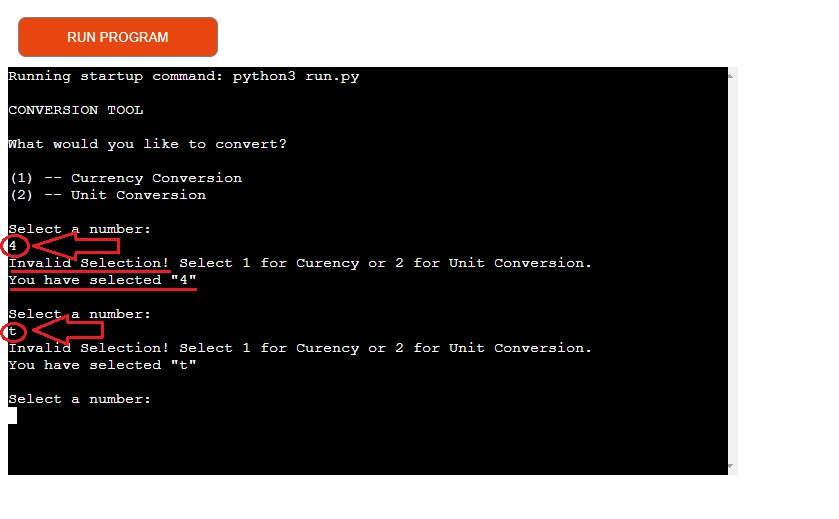 RUN PROGRAM
Running startup command: python3 run.py
CONVERSION TOOL
What would you like to convert?
(1) -- Currency Conversion
(2) -- Unit Conversion
Select a number:
4
Invalid Selection! Select 1 for Curency or 2 for Unit Conversion.
You have selected "4"
Select a number:
t
Invalid Selection! Select 1 for Curency or 2 for Unit Conversion.
You have selected "t"
Select a number: